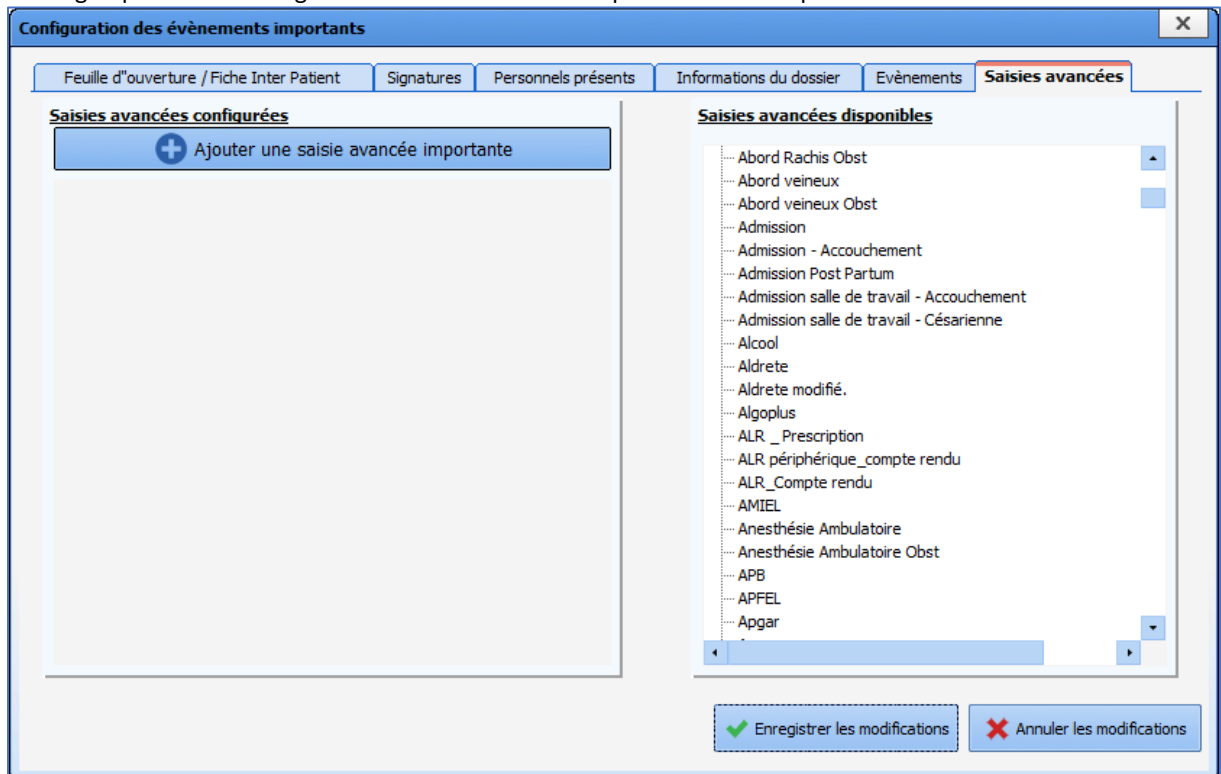 Configuration des évènements importants
Feuille d"ouverture / Fiche Inter Patient
Signatures
Personnels présents
Informations du dossier
Evènements
Saisies avancées
Saisies avancées configurées
Ajouter une saisie avancée importante
Saisies avancées disponibles
Abord Rachis Obst
Abord veineux
Abord veineux Obst
Admission
Admission - Accouchement
Admission Post Partum
Admission salle de travail - Accouchement
Admission salle de travail - Césarienne
Alcool
Aldrete
Aldrete modifié.
Algoplus
ALR _ Prescription
ALR périphérique_compte rendu
ALR_Compte rendu
AMIEL
Anesthésie Ambulatoire
Anesthésie Ambulatoire Obst
APB
APFEL
Apgar
Enregistrer les modifications
Annuler les modifications